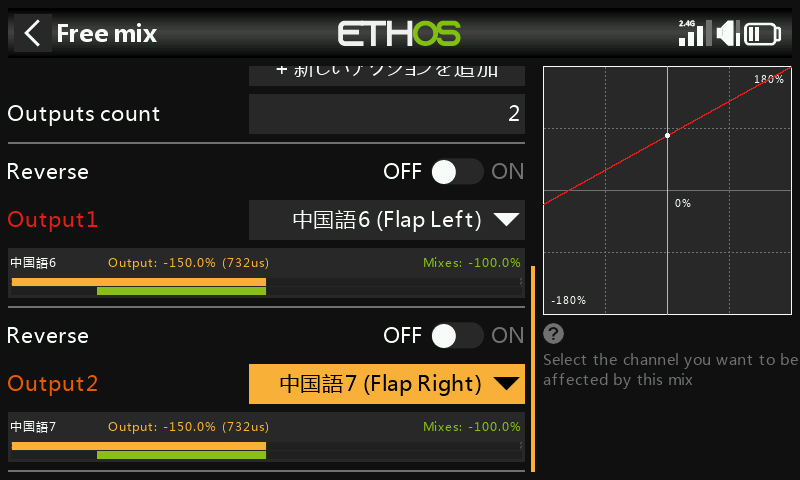 Free mix
ETHOS
2.4G
+ 新しいアクションを追加
Outputs count
2
Reverse
OFF
ON
Output1
中国語6 (Flap Left)
中国語6
Output: -150.0% (732us)
Mixes: -100.0%
Reverse
OFF
ON
Output2
中国語7 (Flap Right)
中国語7
Output: -150.0% (732us)
Mixes: -100.0%
180%
0%
-180%
?
Select the channel you want to be
affected by this mix